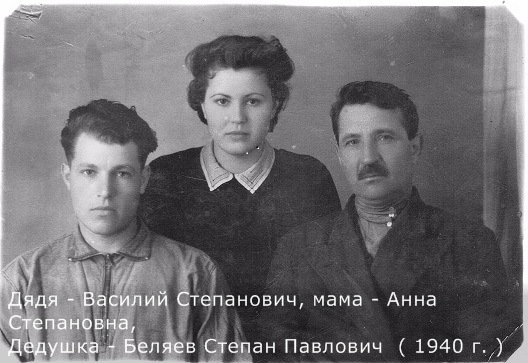 Дядя - Василий Степанович, мама - Анна
Степановна,
Дедушка - Беляев Степан Павлович ( 1940 г. )